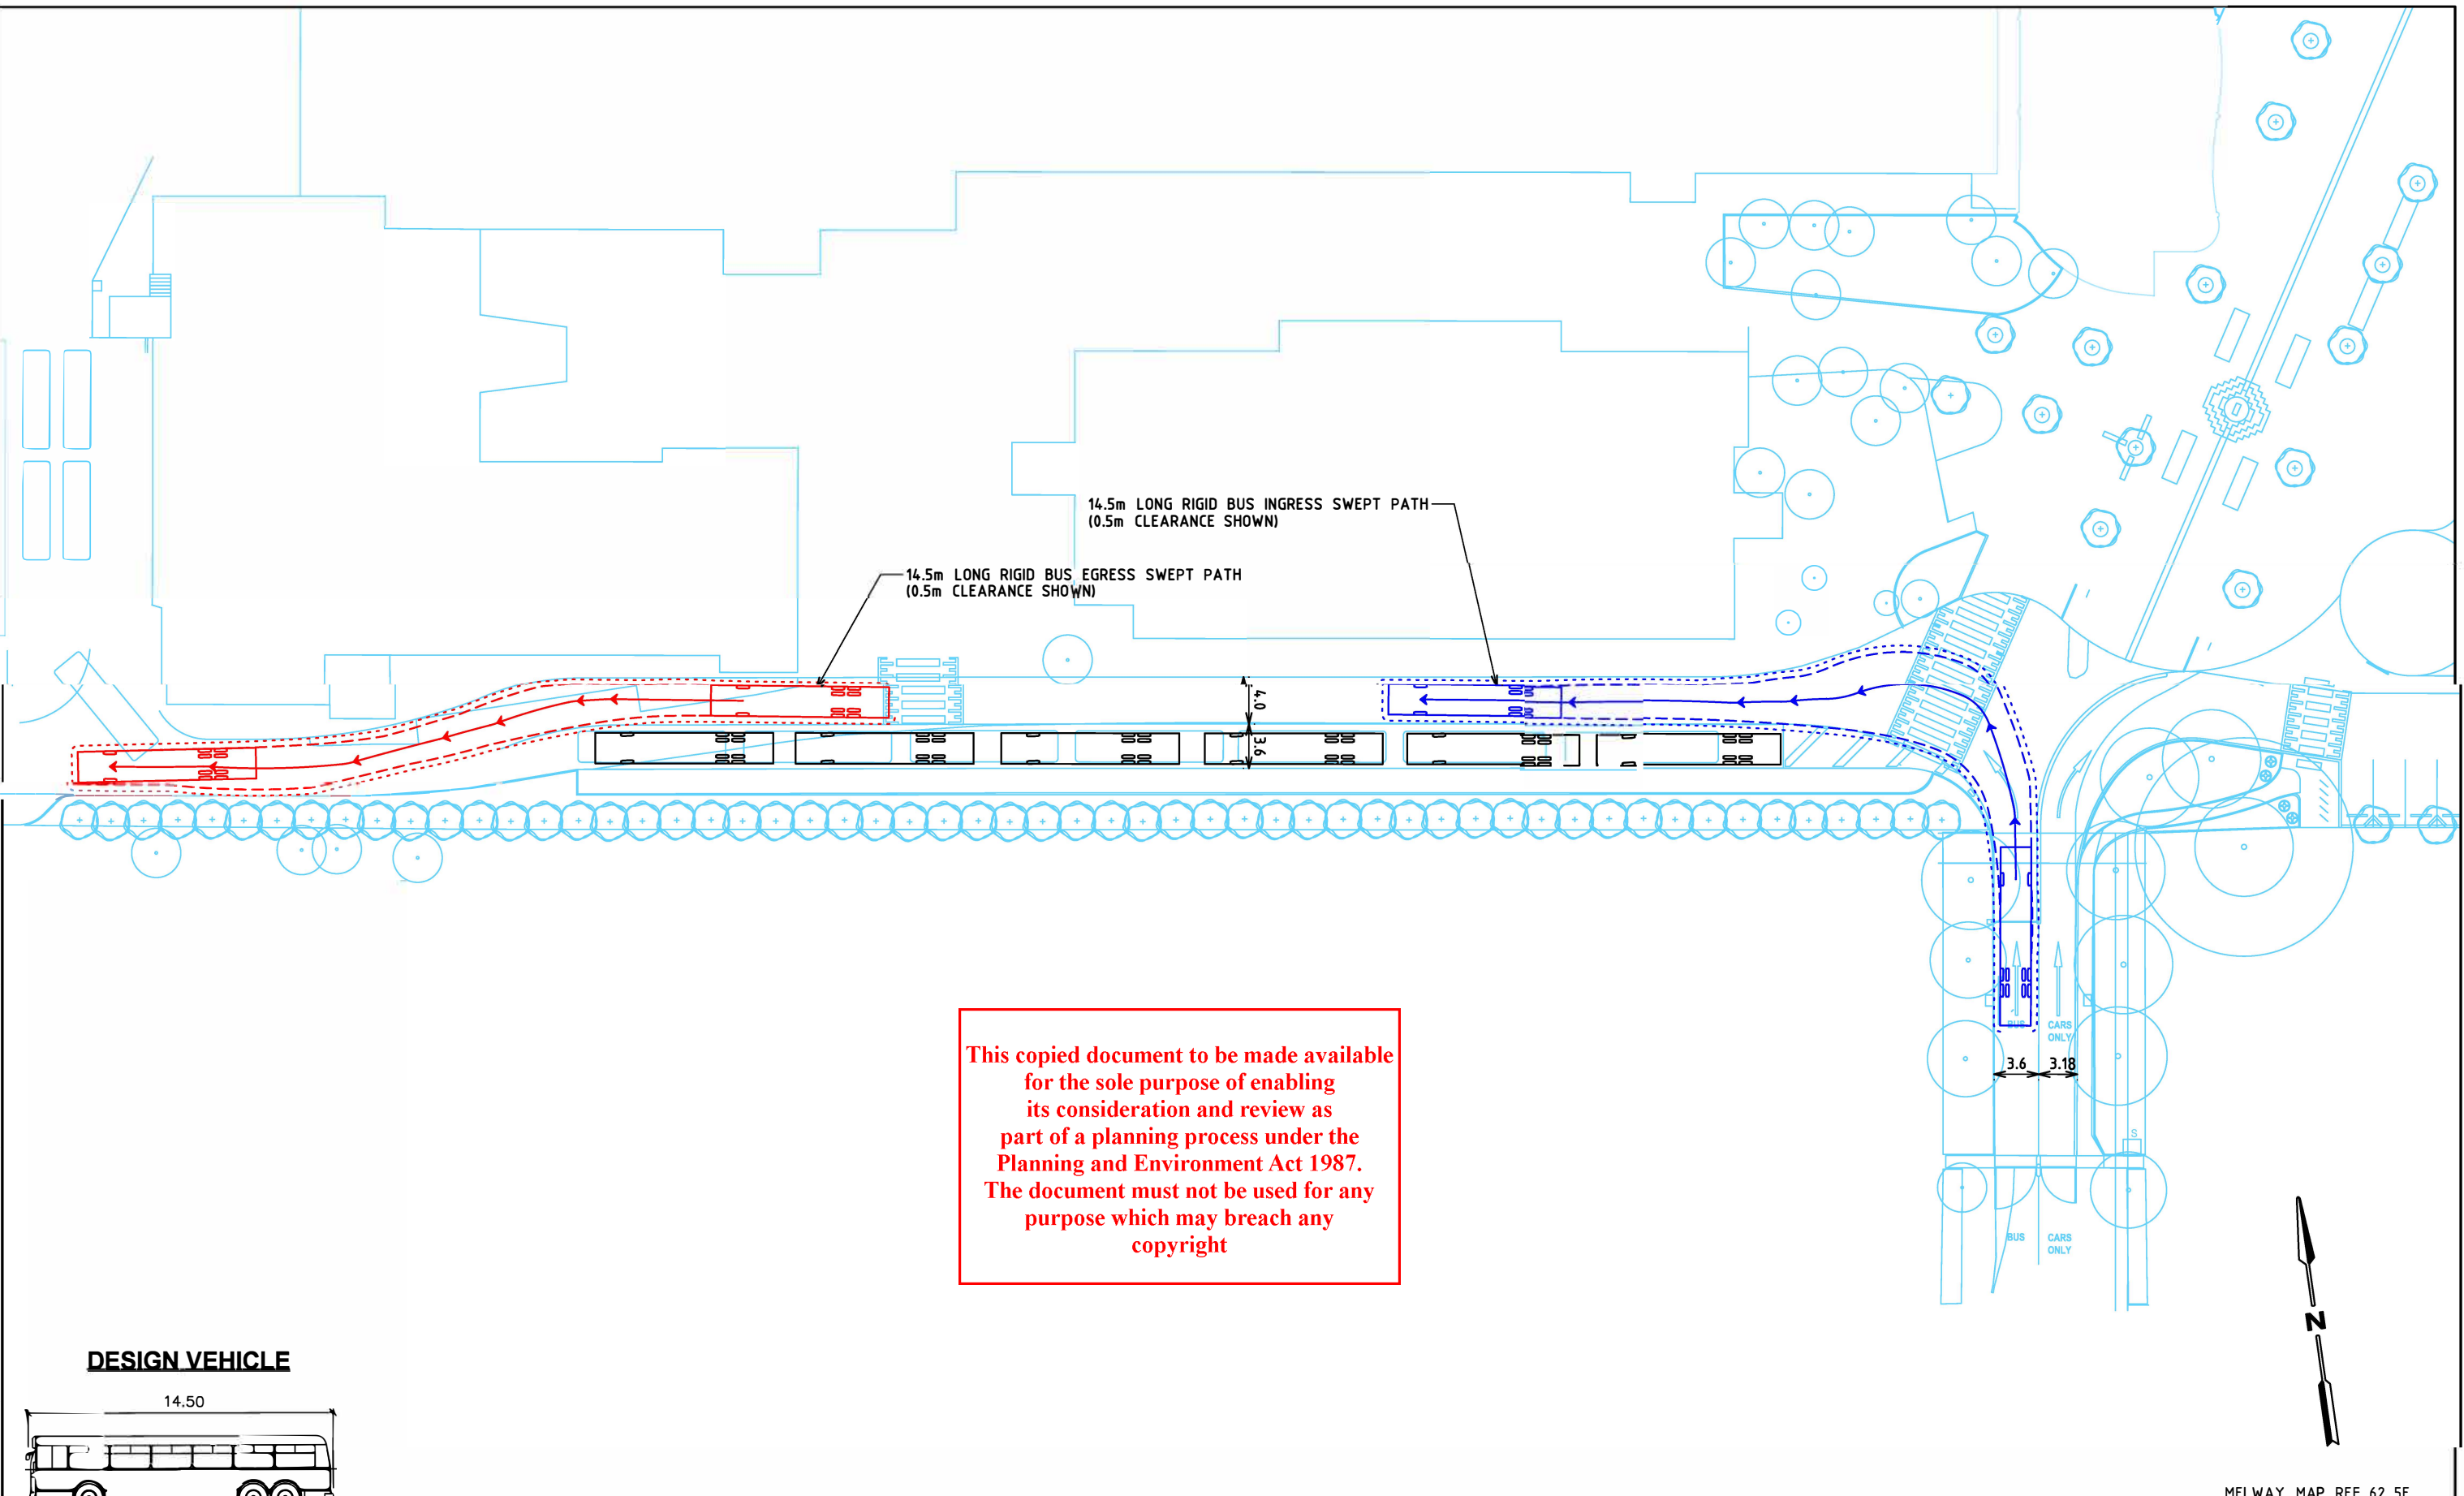 14.5m LONG RIGID BUS INGRESS SWEPT PATH
(0.5m CLEARANCE SHOWN)
14.5m LONG RIGID BUS EGRESS SWEPT PATH
(0.5m CLEARANCE SHOWN)
4.0
3.6
BUS
CARS
ONLY
3.6
3.18
S
BUS
CARS
ONLY
This copied document to be made available
for the sole purpose of enabling
its consideration and review as
part of a planning process under the
Planning and Environment Act 1987.
The document must not be used for any
purpose which may breach any
copyright
N
DESIGN VEHICLE
14.50
MELWAY MAP REF 62 5F